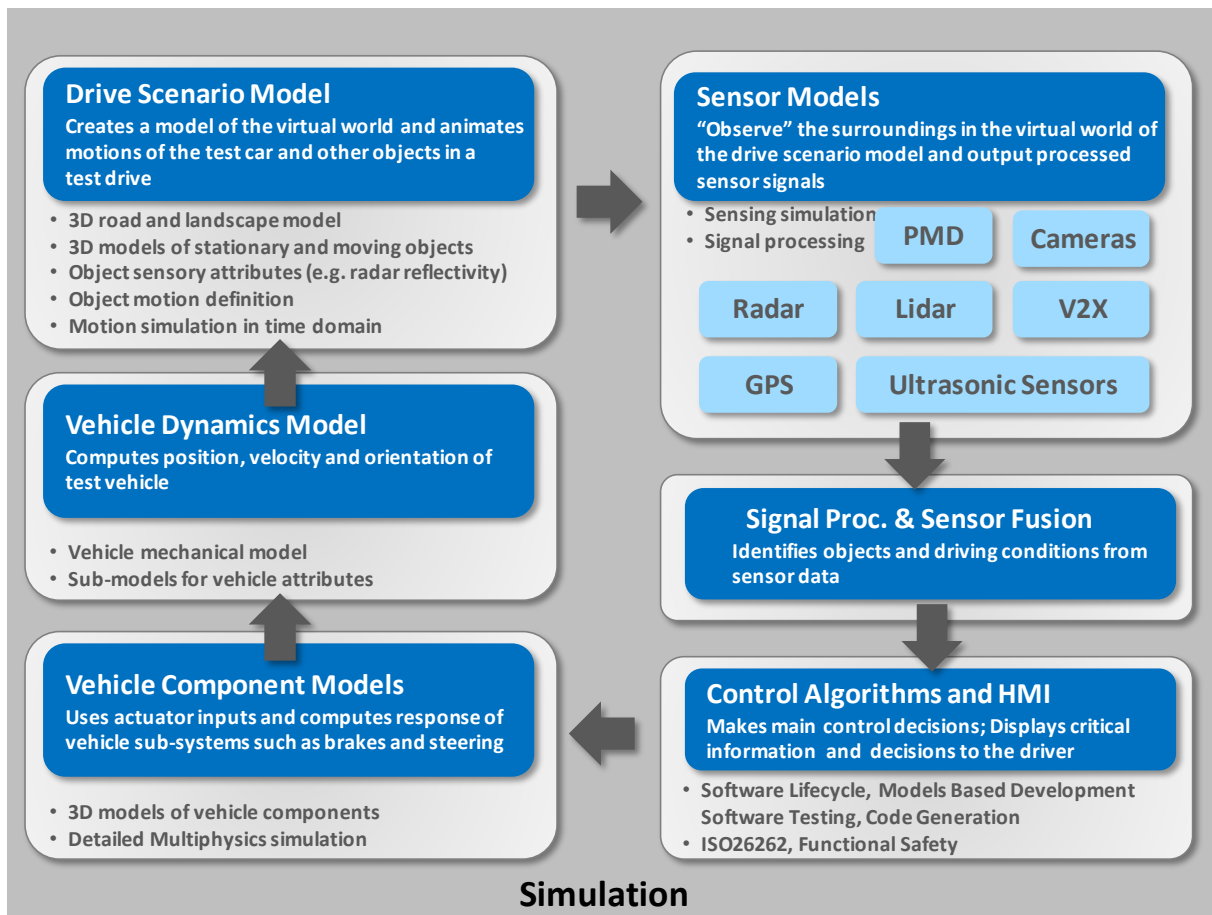 Drive Scenario Model
Creates a model of the virtual world and animates
motions of the test car and other objects in a
test drive
• 3D road and landscape model
• 3D models of stationary and moving objects
• Object sensory attributes (e.g. radar reflectivity)
• Object motion definition
• Motion simulation in time domain
Sensor Models
“Observe” the surroundings in the virtual world of
the drive scenario model and output processed
sensor signals
• Sensing simulation
• Signal processing
PMD
Cameras
Radar
Lidar
V2X
GPS
Ultrasonic Sensors
Vehicle Dynamics Model
Computes position, velocity and orientation of
test vehicle
• Vehicle mechanical model
• Sub-models for vehicle attributes
Signal Proc. & Sensor Fusion
Identifies objects and driving conditions from
sensor data
Vehicle Component Models
Uses actuator inputs and computes response of
vehicle sub-systems such as brakes and steering
• 3D models of vehicle components
• Detailed Multiphysics simulation
Control Algorithms and HMI
Makes main control decisions; Displays critical
information and decisions to the driver
• Software Lifecycle, Models Based Development
Software Testing, Code Generation
• ISO26262, Functional Safety
Simulation